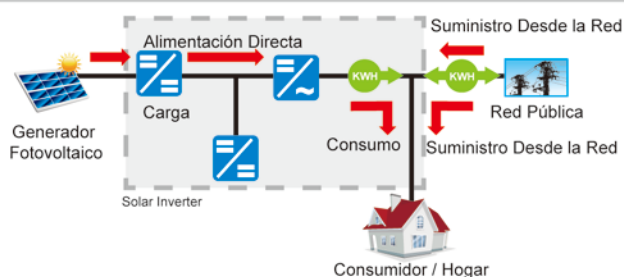 Suministro Desde la Red
Alimentación Directa
KWH
KWH
Carga
Red Pública
Generador
Fotovoltaico
Consumo
Suministro Desde la Red
Solar Inverter
Consumidor / Hogar